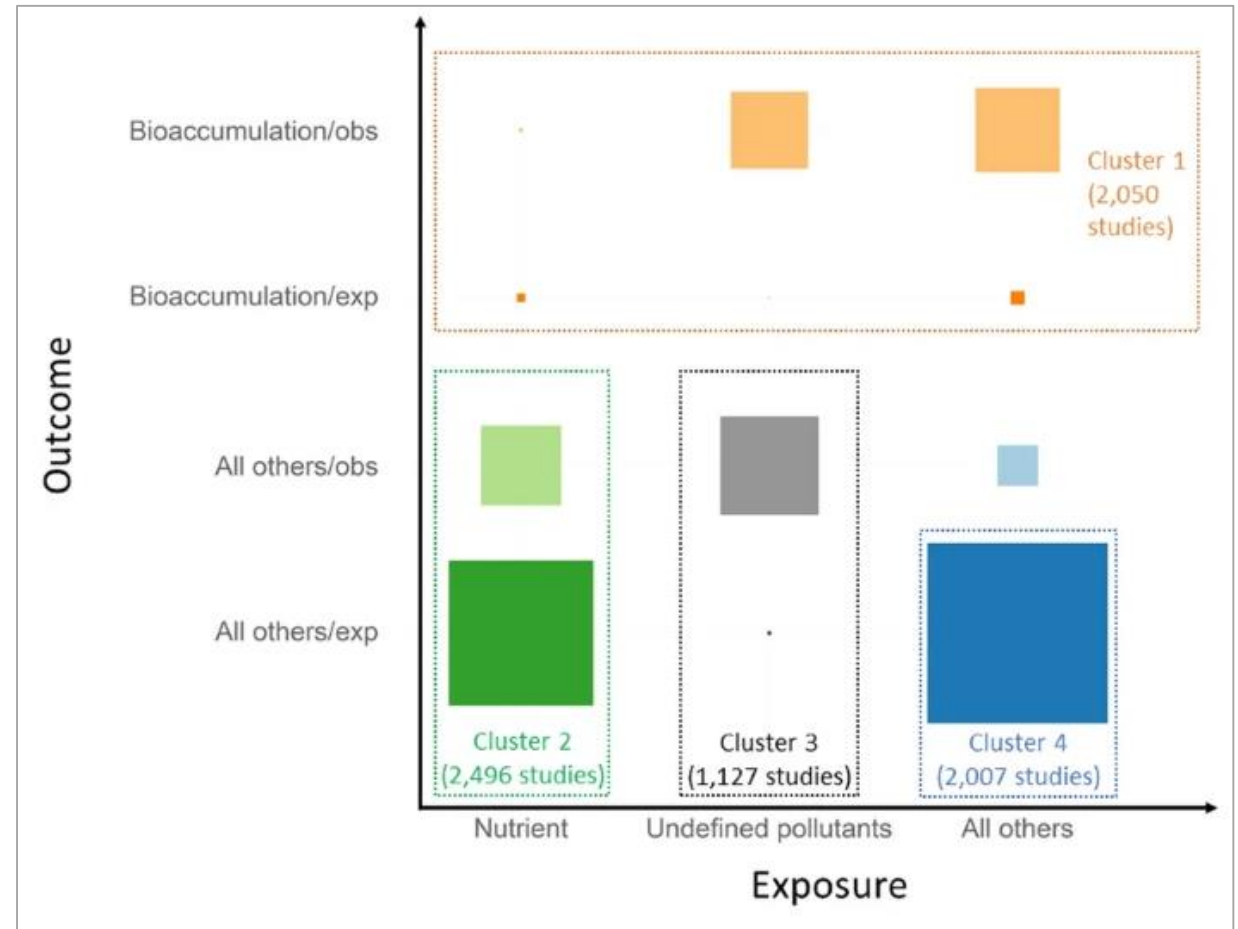 Bioaccumulation/obs
Cluster 1
(2,050
studies)
Bioaccumulation/exp
Outcome
All others/obs
All others/exp
Cluster 2
(2,496 studies)
Cluster 3
(1,127 studies)
Cluster 4
(2,007 studies)
Nutrient
Undefined pollutants
All others
Exposure